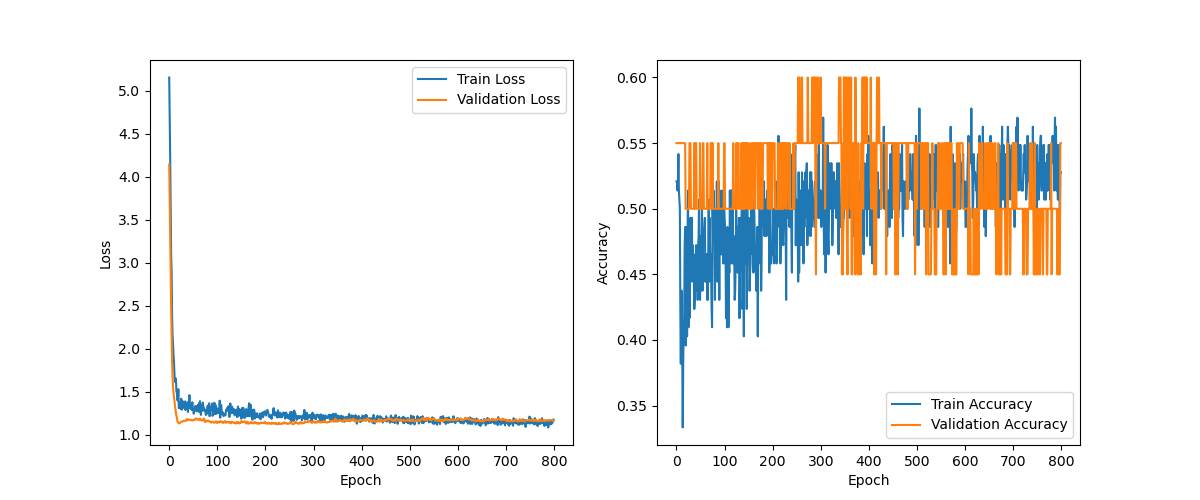 5.0
4.5
4.0
3.5
3.0
2.5
2.0
1.5
1.0
Loss
0 100 200 300 400 500 600 700 800
Epoch
Train Loss
Validation Loss
0.60
0.55
0.50
0.45
0.40
0.35
Accuracy
0 100 200 300 400 500 600 700 800
Epoch
Train Accuracy
Validation Accuracy